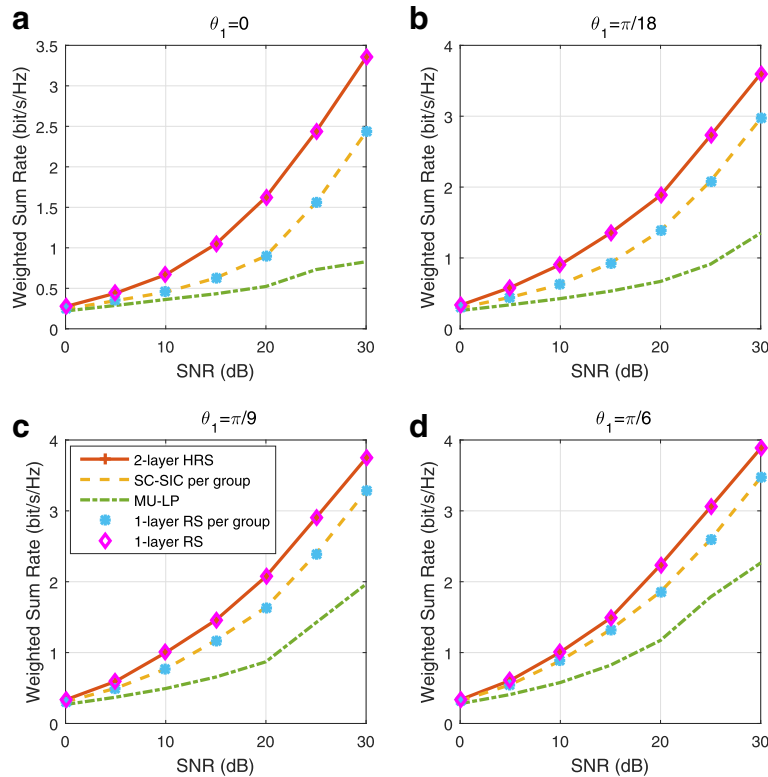 a
θ1=0
Weighted Sum Rate (bit/s/Hz)
3.5
3
2.5
2
1.5
1
0.5
0
0 10 20 30
SNR (dB)
b
θ1=π/18
Weighted Sum Rate (bit/s/Hz)
4
3
2
1
0
0 10 20 30
SNR (dB)
c
θ1=π/9
Weighted Sum Rate (bit/s/Hz)
4
3
2
1
0
2-layer HRS
SC-SIC per group
MU-LP
1-layer RS per group
1-layer RS
0 10 20 30
SNR (dB)
d
θ1=π/6
Weighted Sum Rate (bit/s/Hz)
4
3
2
1
0
0 10 20 30
SNR (dB)